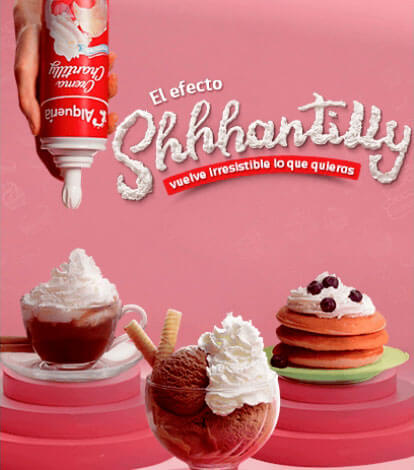 Crema
Chantilly
Alquería
El efecto
Shhhantilly
vuelve irresistible lo que quieras